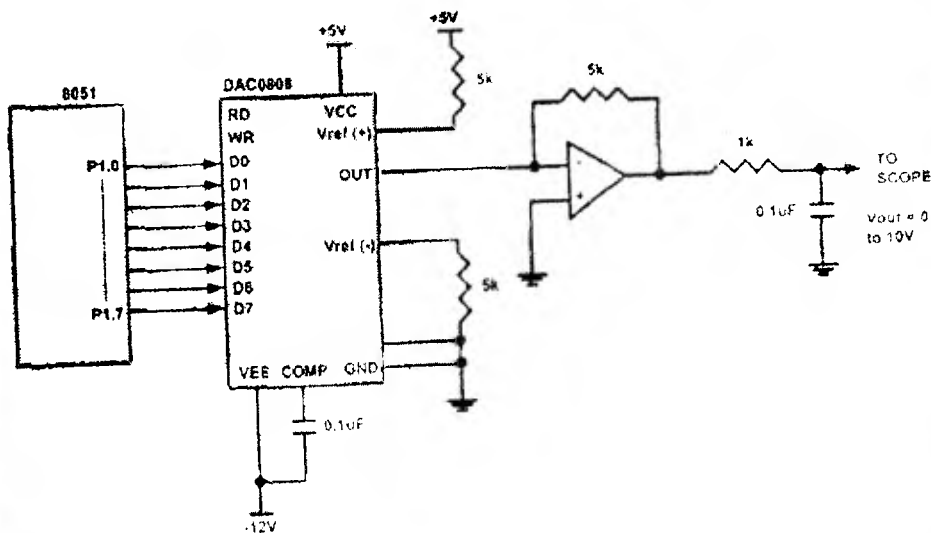 +5V
+5V
8051
DAC0808
5k
5k
RD
WR
VCC
Vref (+)
1k
P1.0
D0
OUT
-
TO SCOPE
D1
D2
+
0.1uF
Vout = 0 to 10V
D3
D4
Vref (-)
D5
5k
D6
P1.7
D7
VEE
COMP
GND
0.1uF
-12V